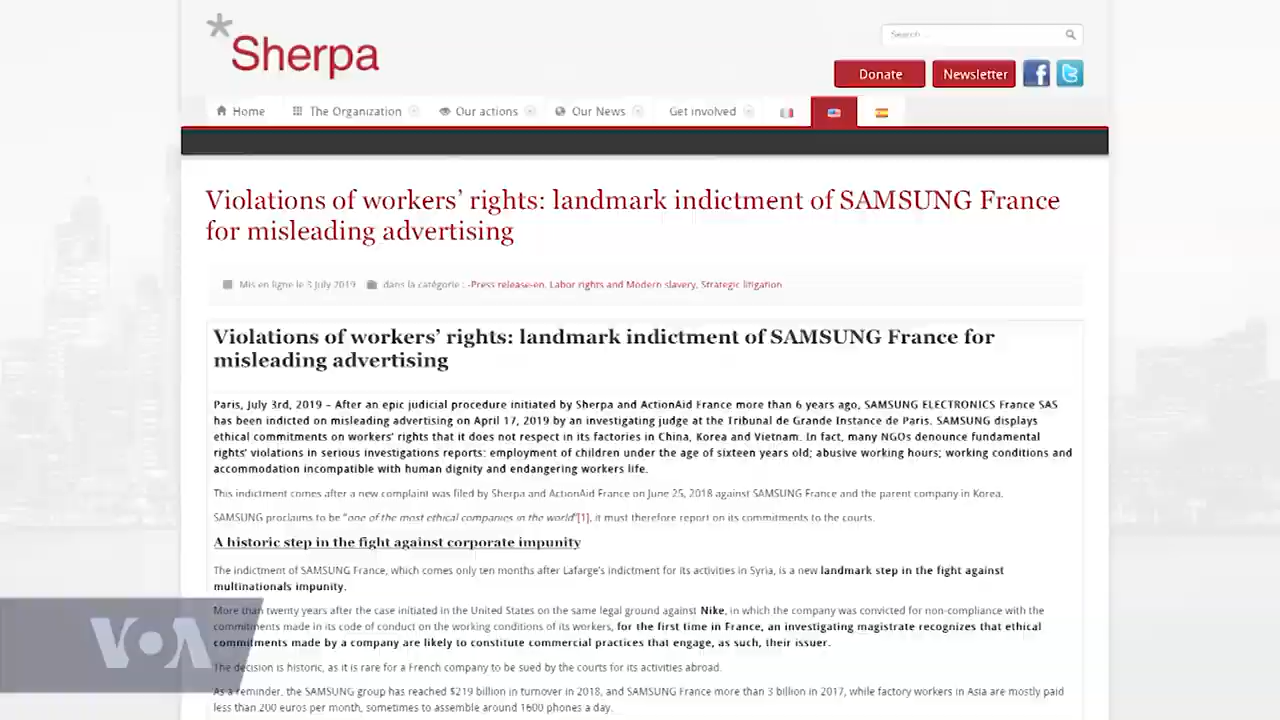 *Sherpa
Search ...
Donate
Newsletter
Home
The Organization
Our actions
Our News
Get involved
Violations of workers' rights: landmark indictment of SAMSUNG France
for misleading advertising
Mis en ligne le 3 July 2019
dans la catégorie : -Press release-en, Labor rights and Modern slavery, Strategic litigation
Violations of workers' rights: landmark indictment of SAMSUNG France for
misleading advertising
Paris, July 3rd, 2019 – After an epic judicial procedure initiated by Sherpa and ActionAid France more than 6 years ago, SAMSUNG ELECTRONICS France SAS
has been indicted on misleading advertising on April 17, 2019 by an investigating judge at the Tribunal de Grande Instance de Paris. SAMSUNG displays
ethical commitments on workers' rights that it does not respect in its factories in China, Korea and Vietnam. In fact, many NGOs denounce fundamental
rights' violations in serious investigations reports: employment of children under the age of sixteen years old; abusive working hours; working conditions and
accommodation incompatible with human dignity and endangering workers life.
This indictment comes after a new complaint was filed by Sherpa and ActionAid France on June 25, 2018 against SAMSUNG France and the parent company in Korea.
SAMSUNG proclaims to be "one of the most ethical companies in the world"[1], it must therefore report on its commitments to the courts.
A historic step in the fight against corporate impunity
The indictment of SAMSUNG France, which comes only ten months after Lafarge's indictment for its activities in Syria, is a new landmark step in the fight against
multinationals impunity.
More than twenty years after the case initiated in the United States on the same legal ground against Nike, in which the company was convicted for non-compliance with the
commitments made in its code of conduct on the working conditions of its workers, for the first time in France, an investigating magistrate recognizes that ethical
commitments made by a company are likely to constitute commercial practices that engage, as such, their issuer.
The decision is historic, as it is rare for a French company to be sued by the courts for its activities abroad.
As a reminder, the SAMSUNG group has reached $219 billion in turnover in 2018, and SAMSUNG France more than 3 billion in 2017, while factory workers in Asia are mostly paid
less than 200 euros per month, sometimes to assemble around 1600 phones a day.
VOA